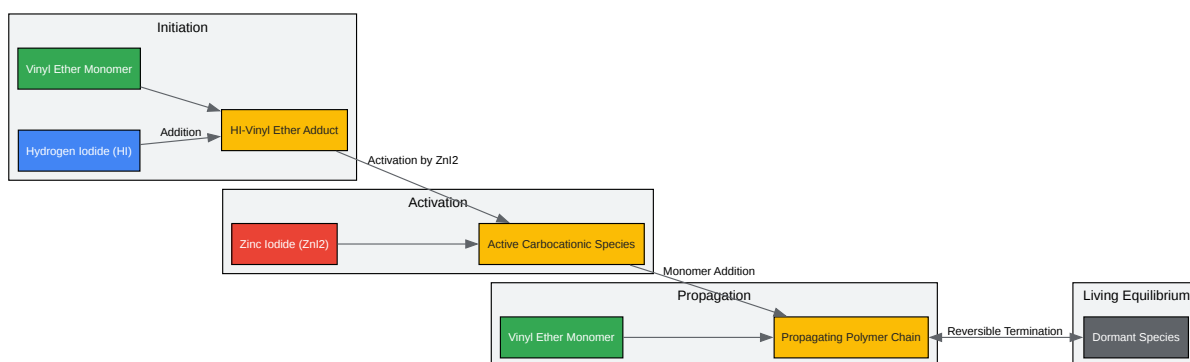 Initiation
Vinyl Ether Monomer
Hydrogen Iodide (HI)
Addition
HI-Vinyl Ether Adduct
Activation by ZnI2
Activation
Zinc Iodide (ZnI2)
Active Carbocationic Species
Monomer Addition
Propagation
Vinyl Ether Monomer
Propagating Polymer Chain
Reversible Termination
Living Equilibrium
Dormant Species